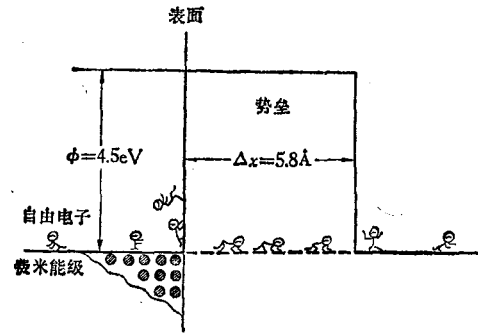 表面
势垒
ϕ=4.5eV
Δx=5.8Å
自由电子
费米能级